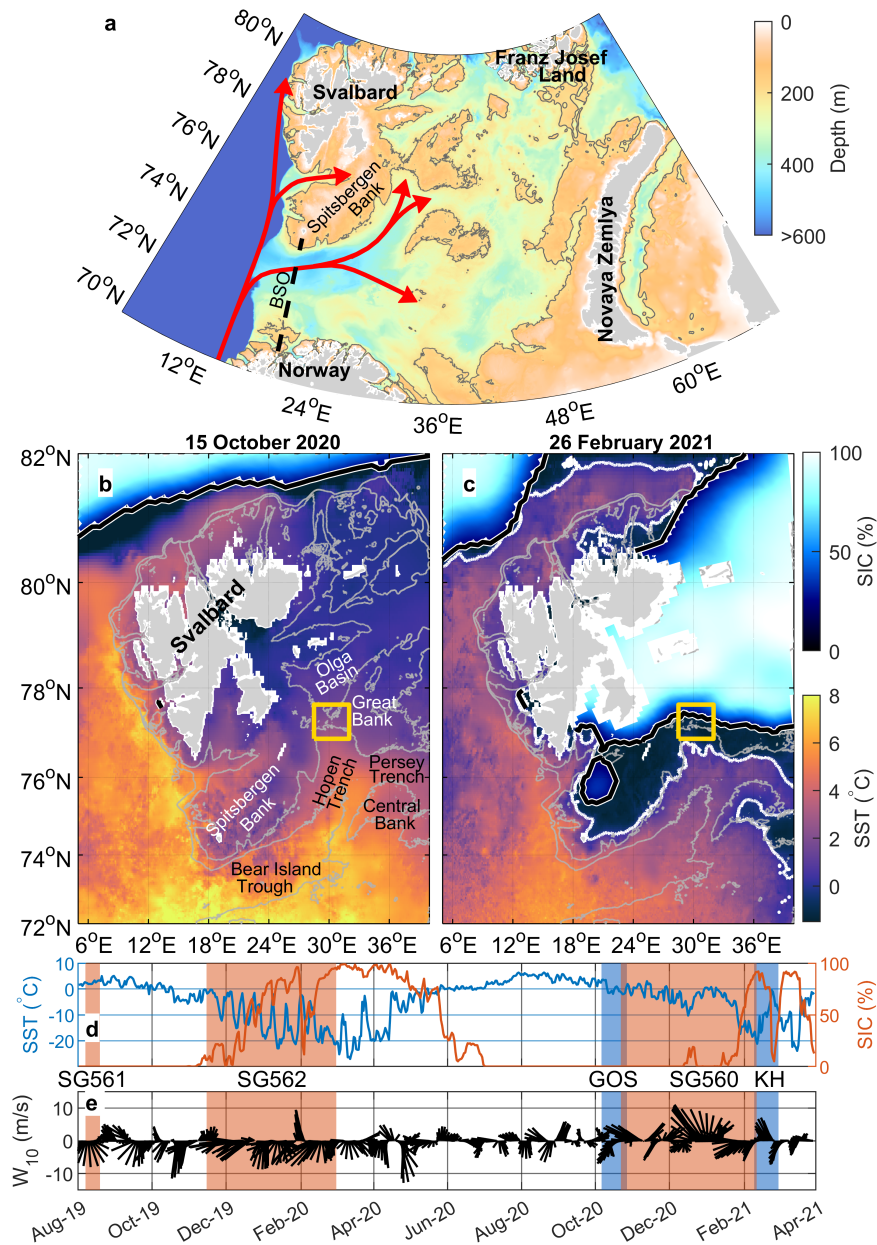 a
80°N
78°N
76°N
74°N
72°N
70°N
12°E
24°E
36°E
48°E
60°E
Svalbard
Franz Josef
Land
Spitsbergen
Bank
BSO
Norway
Novaya Zemlya
0
200
400
>600
Depth (m)
15 October 2020
26 February 2021
b
c
82°N
80°N
78°N
76°N
74°N
72°N
Svalbard
Olga
Basin
Great
Bank
Hopen
Trench
Persey
Trench
Central
Bank
Spitsbergen
Bank
Bear Island
Trough
6°E
12°E
18°E
24°E
30°E
36°E
6°E
12°E
18°E
24°E
30°E
36°E
100
50
0
SIC (%)
8
6
4
2
0
SST (°C)
10
0
-10
-20
SST (°C)
d
100
50
0
SIC (%)
SG561
SG562
GOS
SG560
KH
e
10
0
-10
W10 (m/s)
Aug-19
Oct-19
Dec-19
Feb-20
Apr-20
Jun-20
Aug-20
Oct-20
Dec-20
Feb-21
Apr-21